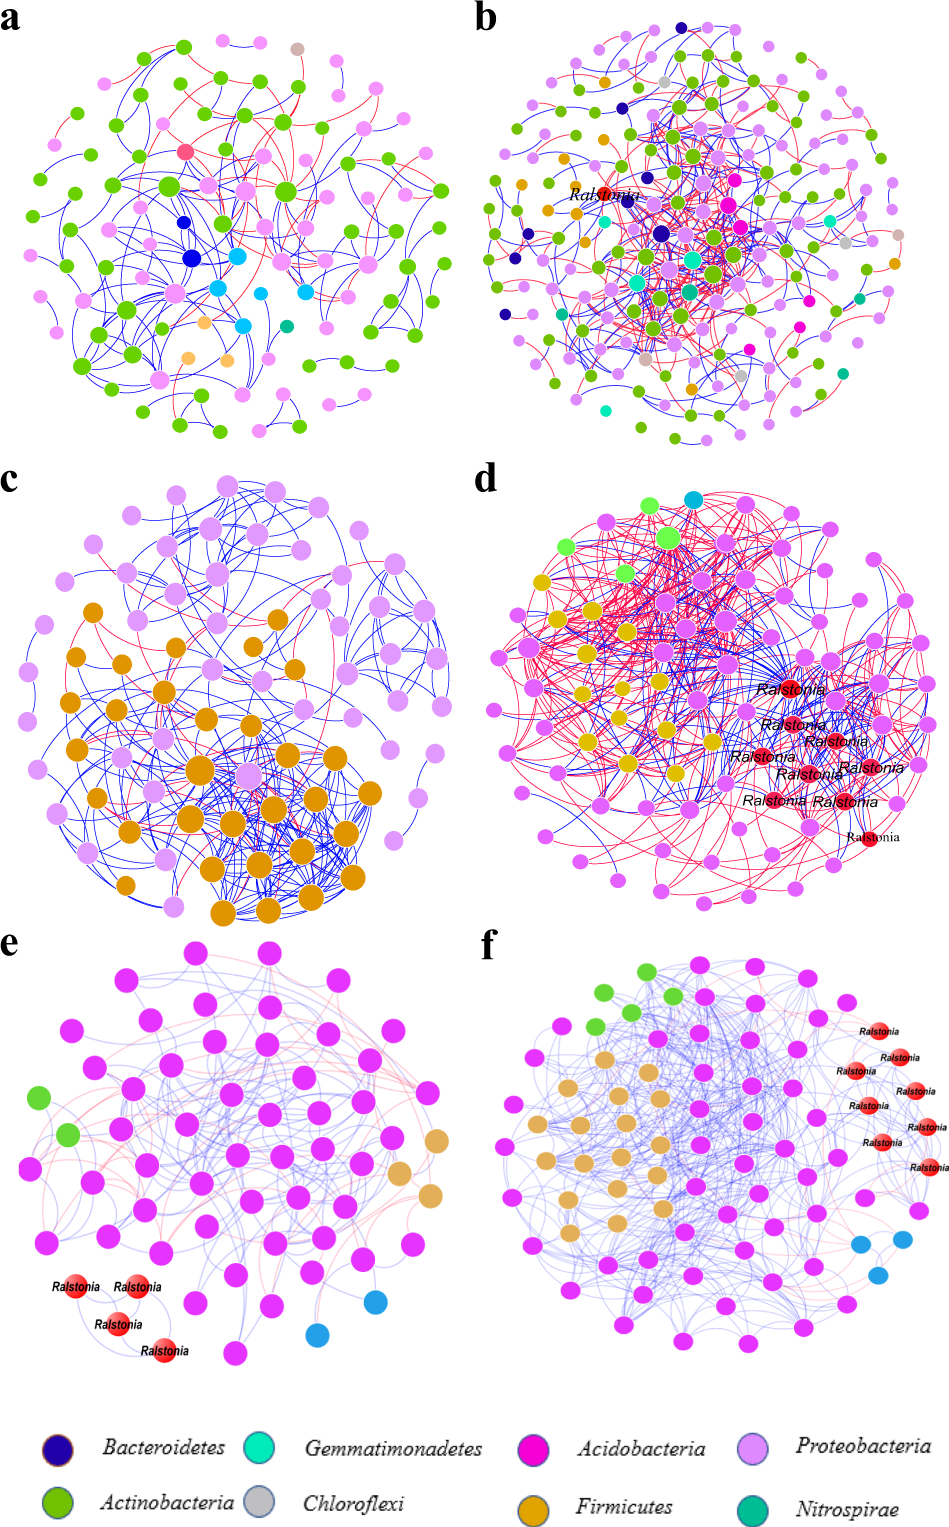 a
b
Ralstonia
c
d
Ralstonia
Ralstonia
Ralstonia
Ralstonia
Ralstonia
Ralstonia
Ralstonia
Ralstonia
Ralstonia
e
f
Ralstonia
Ralstonia
Ralstonia
Ralstonia
Ralstonia
Ralstonia
Ralstonia
Ralstonia
Ralstonia
Ralstonia
Ralstonia
Ralstonia
Bacteroidetes
Gemmatimonadetes
Acidobacteria
Proteobacteria
Actinobacteria
Chloroflexi
Firmicutes
Nitrospirae